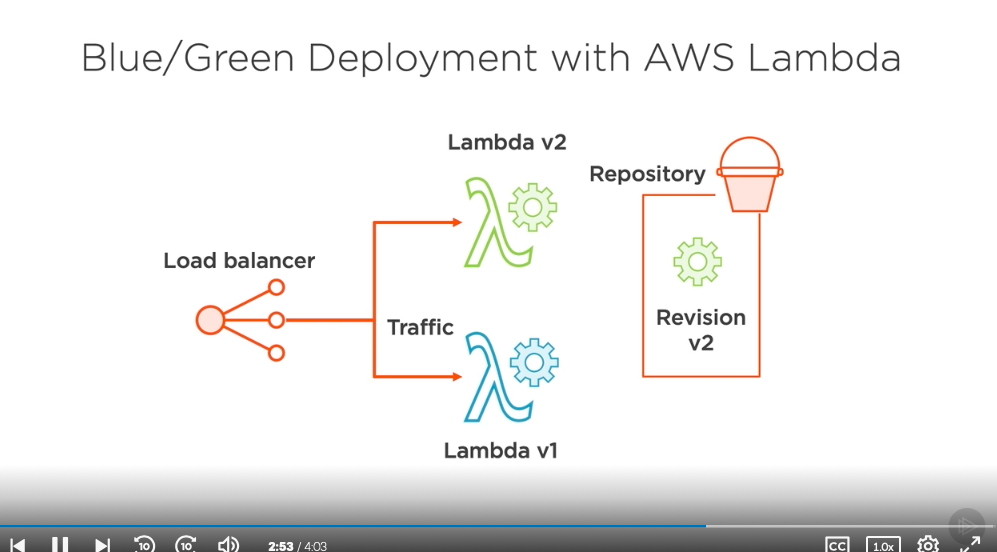 Blue/Green Deployment with AWS Lambda
Lambda v2
Repository
Load balancer
Traffic
Revision
v2
Lambda v1
10
10
2:53 / 4:03
CC
1.0x